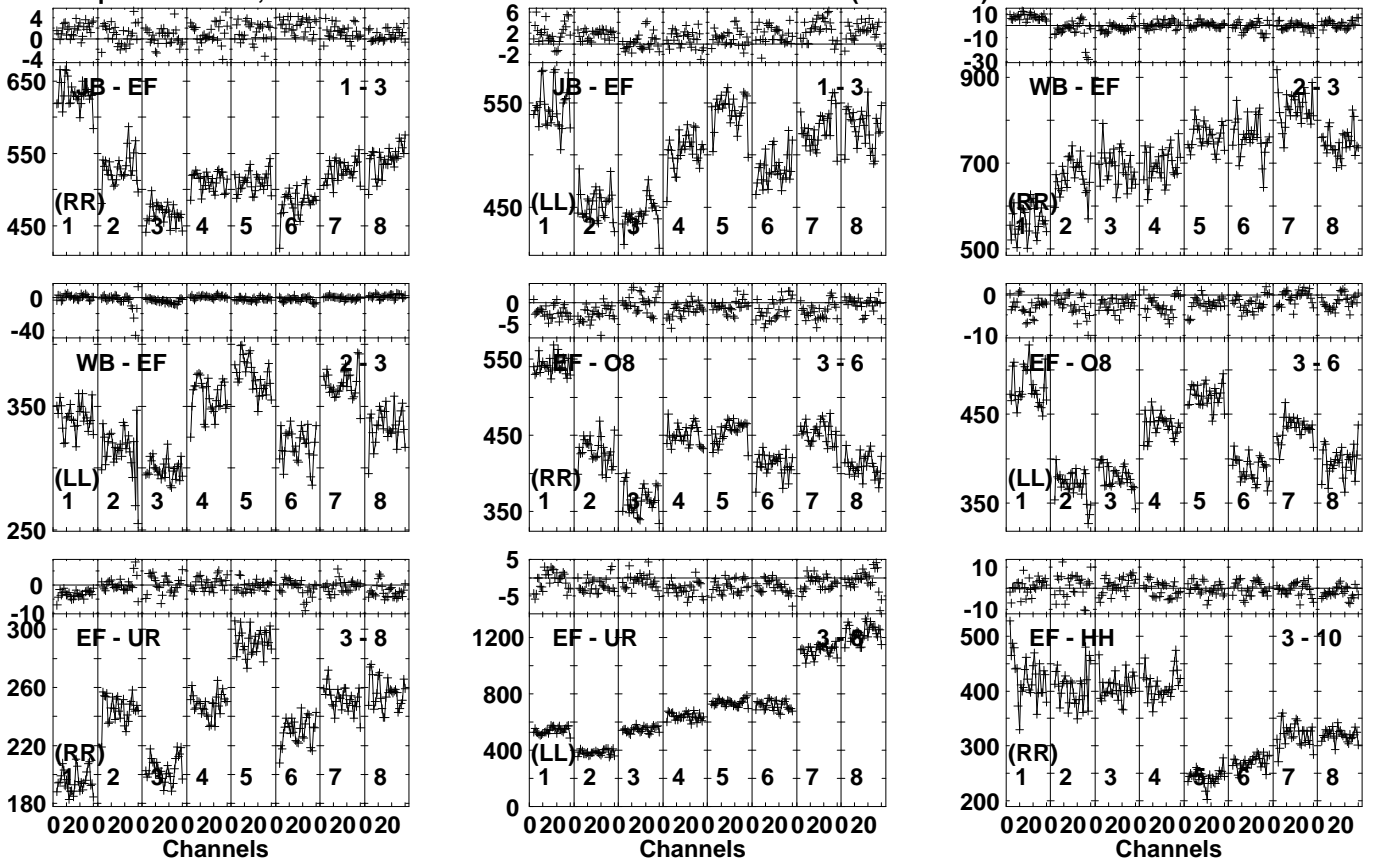 4 6 10
0 2 -10
-4 -2 -30
650 JB - EF 1 - 3 550 JB - EF 1 - 3 900 WB - EF 2 - 3
550 700
450 (RR) 450 (LL) 500 (RR)
1 2 3 4 5 6 7 8 1 2 3 4 5 6 7 8 1 2 3 4 5 6 7 8
0 0 0
-40 -5 -10
WB - EF 2 - 3 550 EF - O8 3 - 6 EF - O8 3 - 6
350 450 450
(LL) (RR) (LL)
250 350 350
1 2 3 4 5 6 7 8 1 2 3 4 5 6 7 8 1 2 3 4 5 6 7 8
0 5 10
-10 -5 -10
300 EF - UR 3 - 8 1200 EF - UR 3 - 8 500 EF - HH 3 - 10
260 800 400
220 (RR) 400 (LL) 300 (RR)
180 0 200
1 2 3 4 5 6 7 8 1 2 3 4 5 6 7 8 1 2 3 4 5 6 7 8
0 20 0 20 0 20 0 20 0 20 0 20 0 20 0 20 0 20 0 20 0 20 0 20 0 20 0 20 0 20 0 20 0 20 0 20 0 20 0 20 0 20 0 20 0 20 0 20
Channels Channels Channels